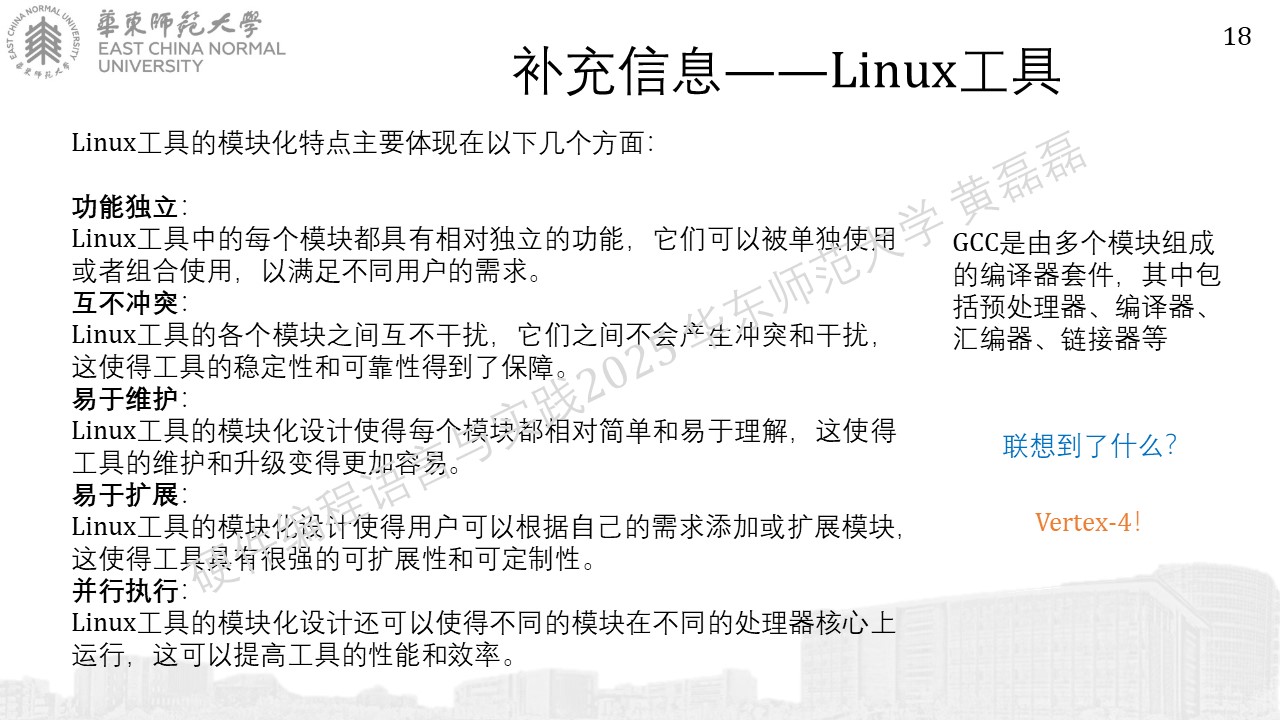 華東師範大學
EAST CHINA NORMAL
UNIVERSITY
EAST CHINA NORMAL UNIVERSITY
華東师范大学
18
补充信息——Linux工具
Linux工具的模块化特点主要体现在以下几个方面：
功能独立：
Linux工具中的每个模块都具有相对独立的功能，它们可以被单独使用
或者组合使用，以满足不同用户的需求。
互不冲突：
Linux工具的各个模块之间互不干扰，它们之间不会产生冲突和干扰，
这使得工具的稳定性和可靠性得到了保障。
易于维护：
Linux工具的模块化设计使得每个模块都相对简单和易于理解，这使得
工具的维护和升级变得更加容易。
易于扩展：
Linux工具的模块化设计使得用户可以根据自己的需求添加或扩展模块，
这使得工具具有很强的可扩展性和可定制性。
并行执行：
Linux工具的模块化设计还可以使得不同的模块在不同的处理器核心上
运行，这可以提高工具的性能和效率。
GCC是由多个模块组成
的编译器套件，其中包
括预处理器、编译器、
汇编器、链接器等
联想到了什么？
Vertex-4！
硬件编程语言与实践2025 华东师范大学 黄磊磊